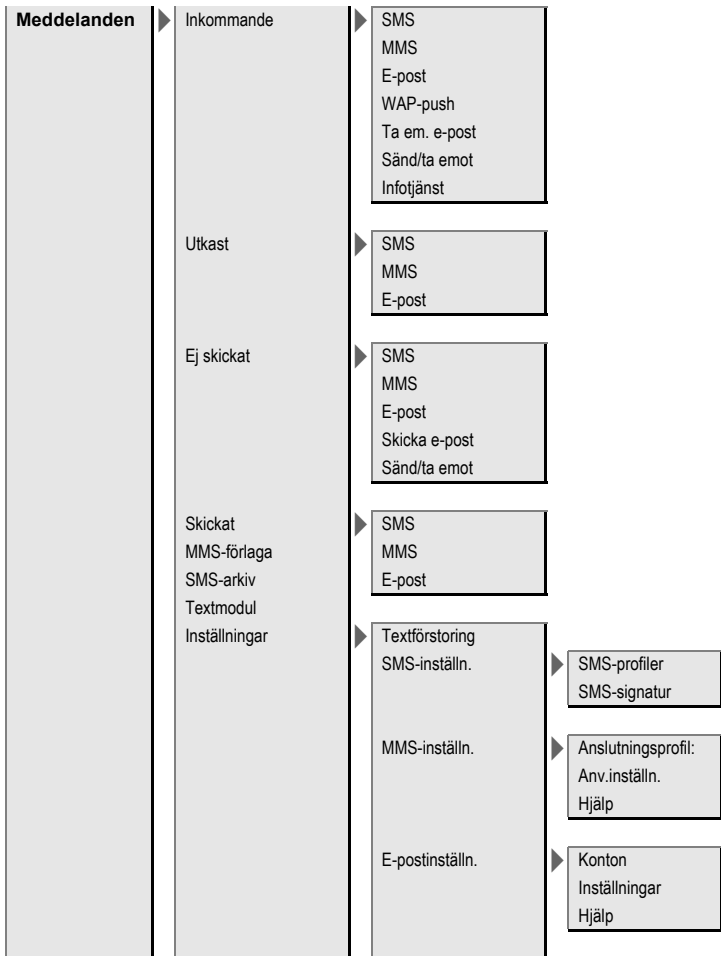 Meddelanden
Inkommande
SMS
MMS
E-post
WAP-push
Ta em. e-post
Sänd/ta emot
Infotjänst
Utkast
SMS
MMS
E-post
Ej skickat
SMS
MMS
E-post
Skicka e-post
Sänd/ta emot
Skickat
SMS
MMS-förlaga
MMS
SMS-arkiv
E-post
Textmodul
Inställningar
Textförstoring
SMS-inställn.
SMS-profiler
SMS-signatur
MMS-inställn.
Anslutningsprofil:
Anv.inställn.
Hjälp
E-postinställn.
Konton
Inställningar
Hjälp